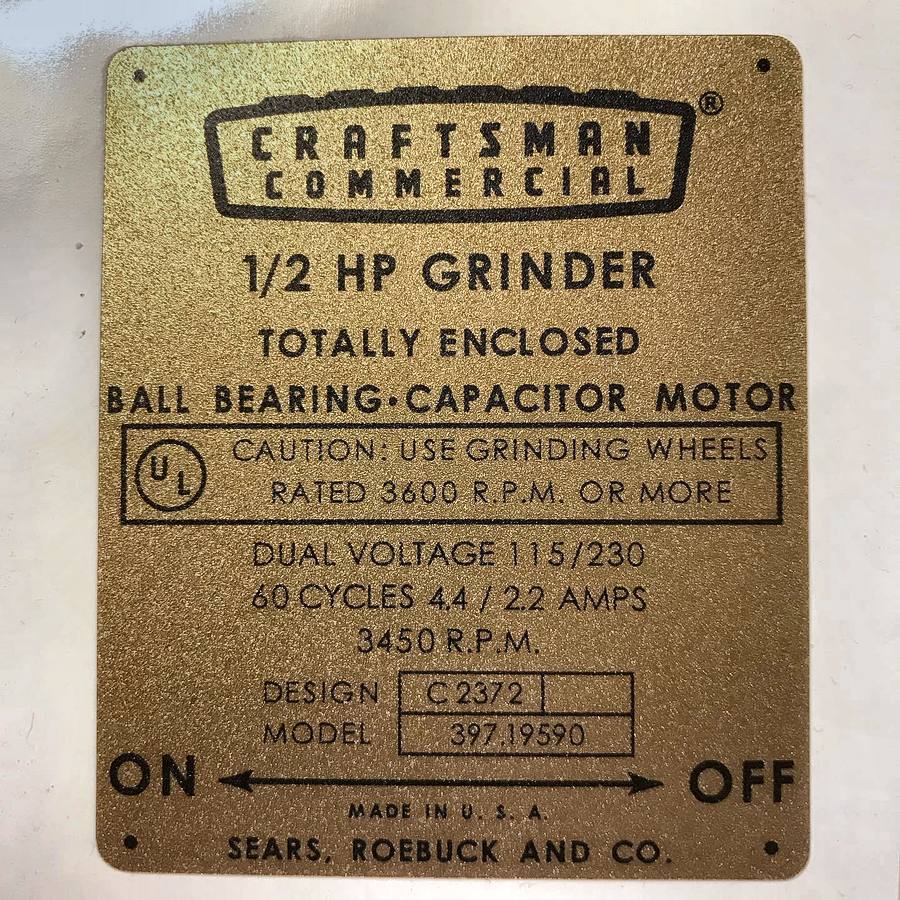 CRAFTSMAN ®
COMMERCIAL
1/2 HP GRINDER
TOTALLY ENCLOSED
BALL BEARING·CAPACITOR MOTOR
UL
CAUTION: USE GRINDING WHEELS
RATED 3600 R.P.M. OR MORE
DUAL VOLTAGE 115/230
60 CYCLES 4.4 / 2.2 AMPS
3450 R.P.M.
DESIGN C 2372
MODEL 397.19590
ON OFF
MADE IN U. S. A.
SEARS, ROEBUCK AND CO.